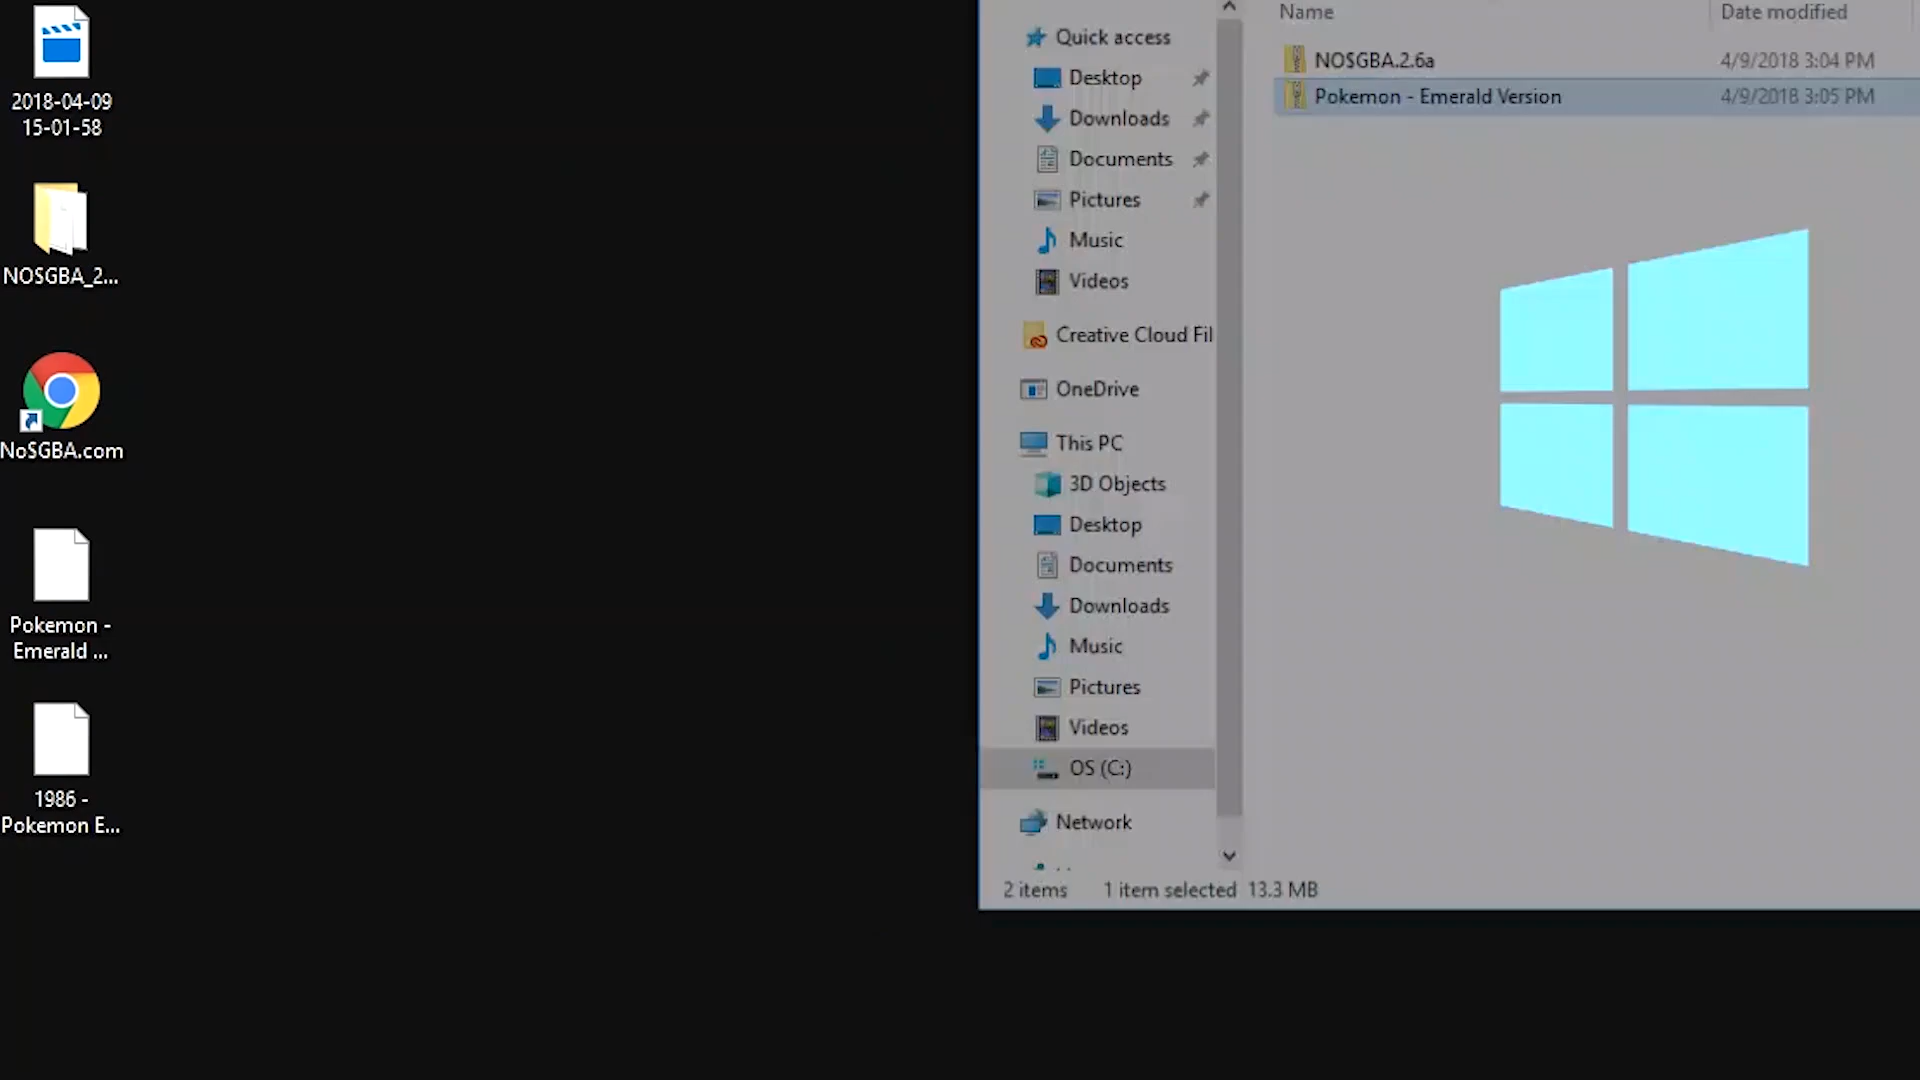 2018-04-09
15-01-58
NOSGBA_2...
NoSGBA.com
Pokemon -
Emerald ...
1986 -
Pokemon E...
Name Date modified
NOSGBA.2.6a 4/9/2018 3:04 PM
Pokemon - Emerald Version 4/9/2018 3:05 PM
Quick access
Desktop
Downloads
Documents
Pictures
Music
Videos
Creative Cloud Fil
OneDrive
This PC
3D Objects
Desktop
Documents
Downloads
Music
Pictures
Videos
OS (C:)
Network
2 items 1 item selected 13.3 MB